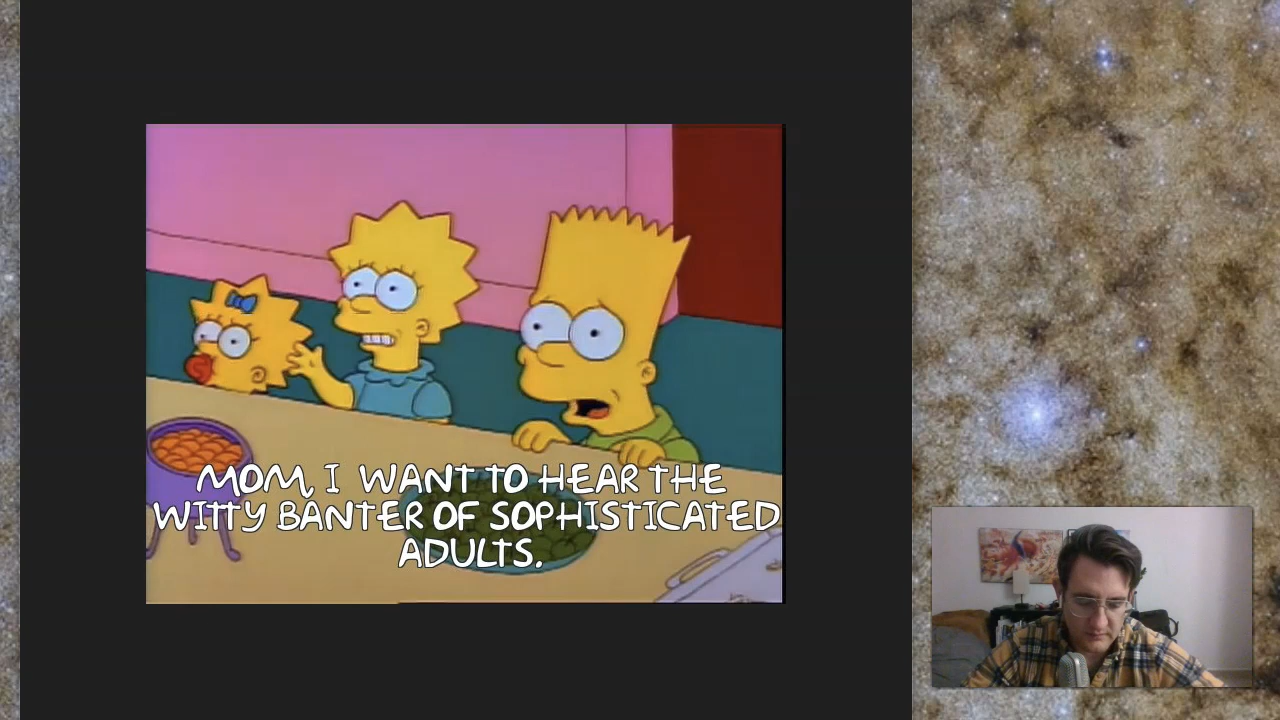 MOM, I WANT TO HEAR THE
WITTY BANTER OF SOPHISTICATED
ADULTS.